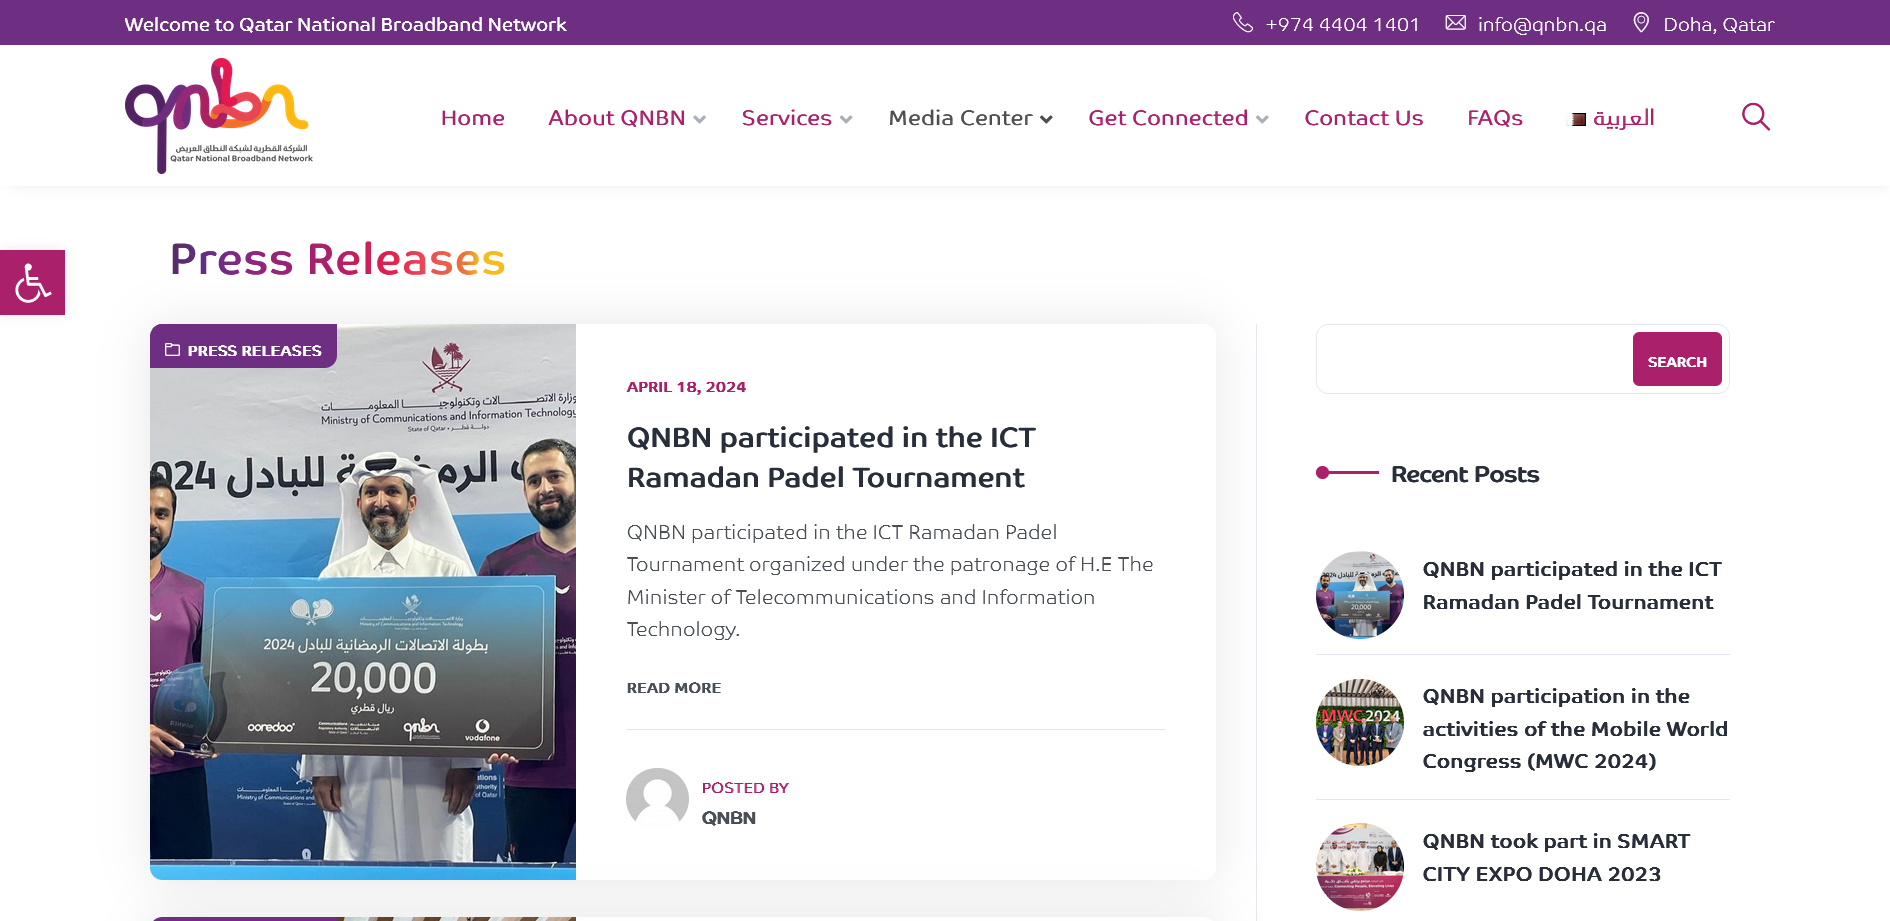 Welcome to Qatar National Broadband Network
+974 4404 1401
info@qnbn.qa
Doha, Qatar
qnbn
الشركة القطرية لشبكة النطاق العريض
Qatar National Broadband Network
Home
About QNBN
Services
Media Center
Get Connected
Contact Us
FAQs
العربية
Press Releases
PRESS RELEASES
وزارة الاتصالات وتكنولوجيا المعلومات
Ministry of Communications and Information Technology
State of Qatar • دولة قطر
الرمضانية للبادل 2024
بطولة الاتصالات الرمضانية للبادل 2024
20,000
ريال قطري
ooredoo
qnbn
vodafone
APRIL 18, 2024
QNBN participated in the ICT
Ramadan Padel Tournament
QNBN participated in the ICT Ramadan Padel
Tournament organized under the patronage of H.E The
Minister of Telecommunications and Information
Technology.
READ MORE
POSTED BY
QNBN
SEARCH
Recent Posts
QNBN participated in the ICT
Ramadan Padel Tournament
20,000
MWC2024
QNBN participation in the
activities of the Mobile World
Congress (MWC 2024)
QNBN took part in SMART
CITY EXPO DOHA 2023